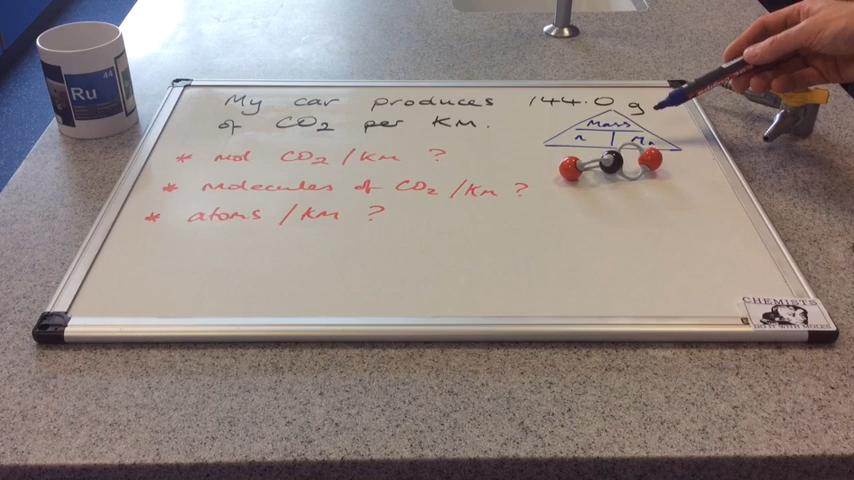 44
Ru
My car produces 144.0 g
of CO₂ per KM.
Mass
n | Mr
* mol CO₂/KM ?
* molecules of CO₂/KM ?
* atoms /KM ?
CHEMISTS
DO IT WITH MOLES